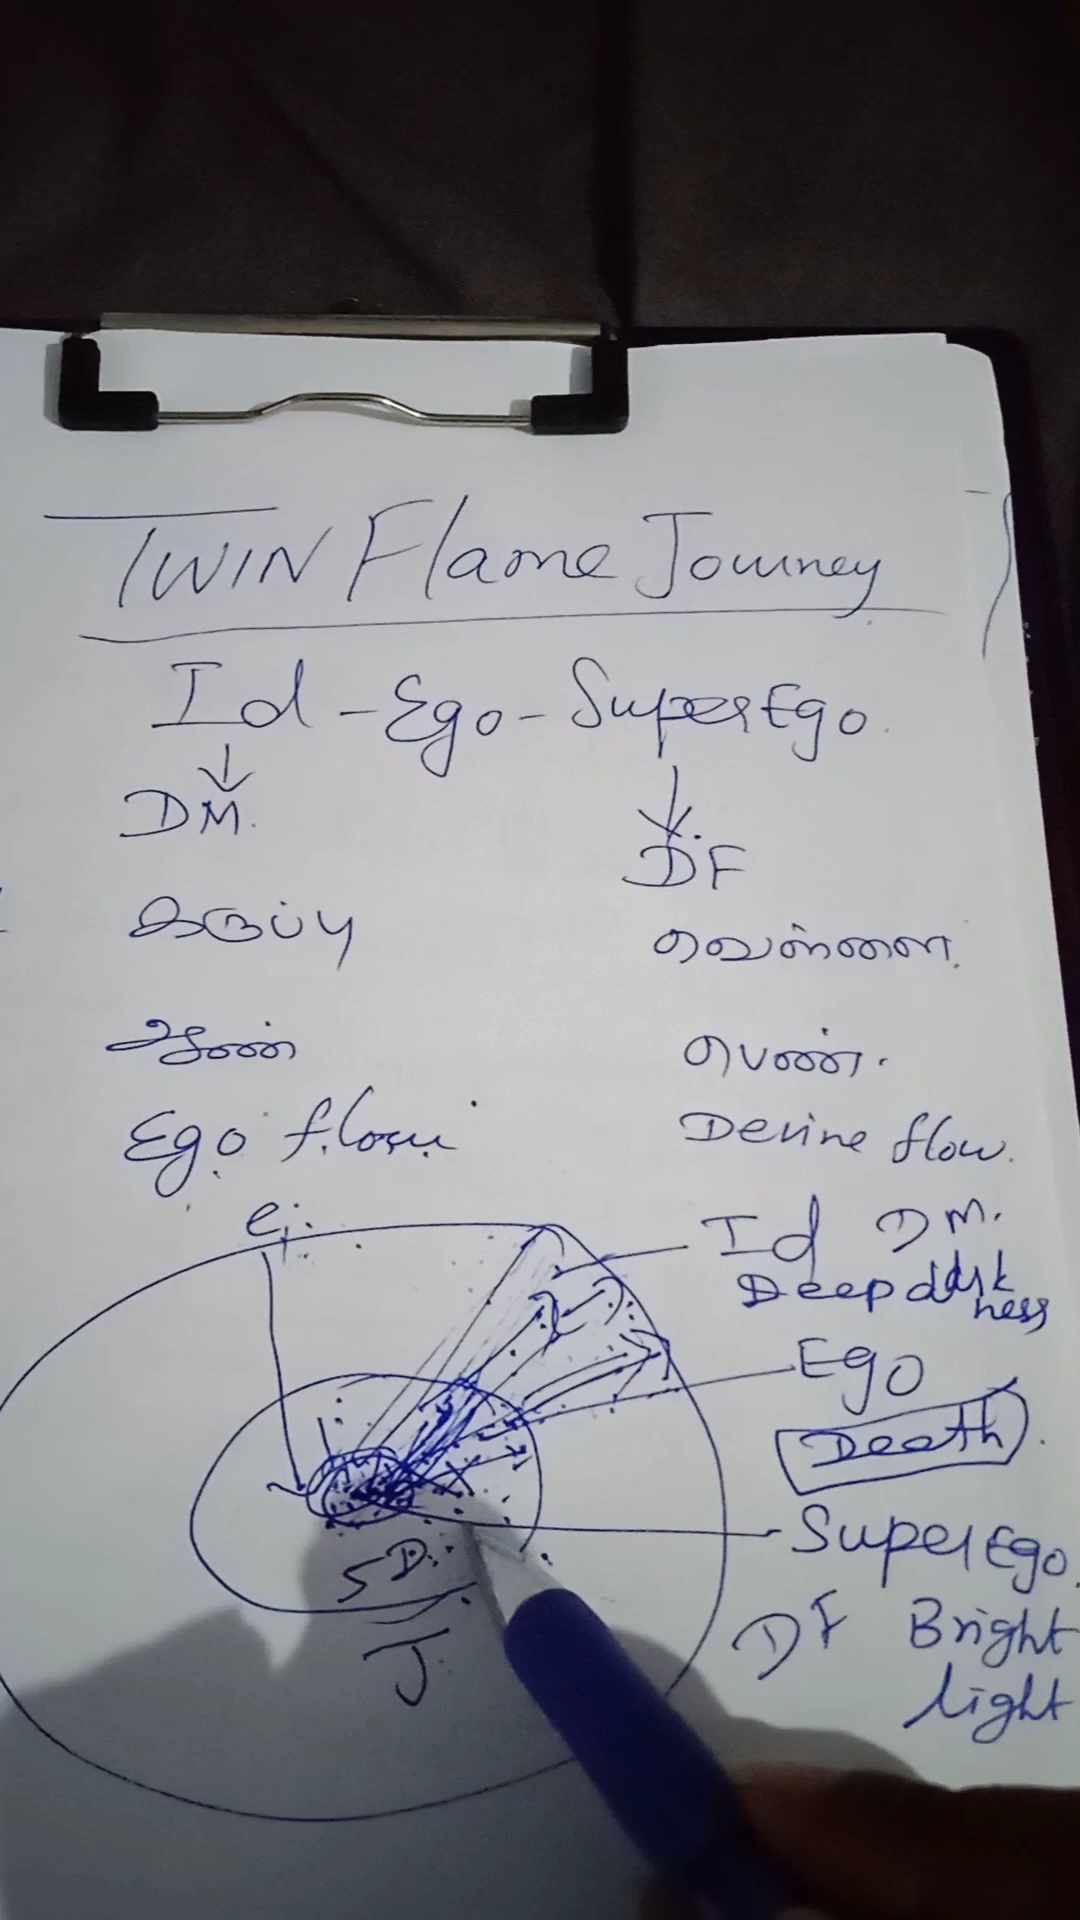 TWIN Flame Journey
Id - Ego - SuperEgo.
DM.
DF
கருப்பு
வெள்ளை.
ஆண்
பெண்.
Ego flow
Devine flow.
Id DM.
Deep darkness
Ego
Death
SuperEgo.
DF Bright
light
5D
J